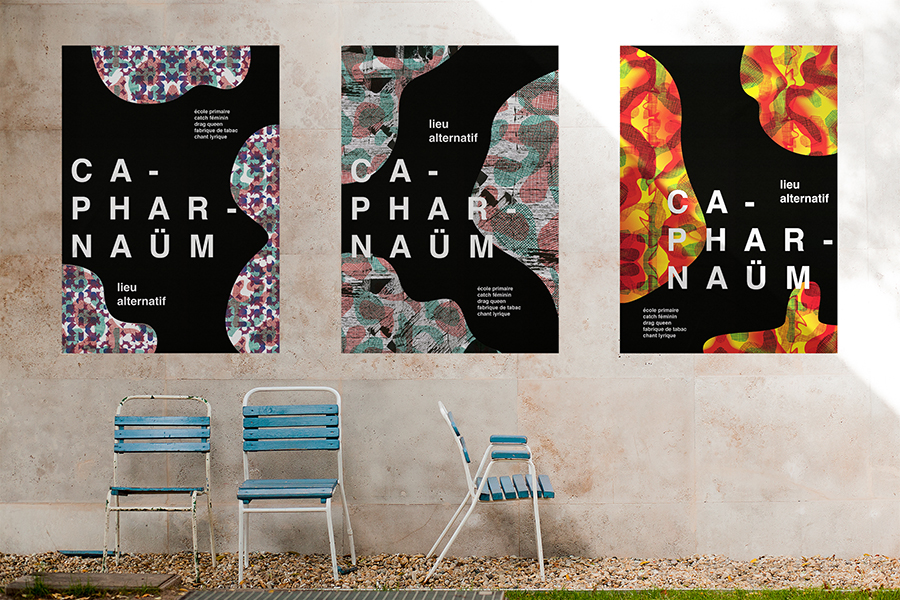 école primaire
catch féminin
drag queen
fabrique de tabac
chant lyrique
CA-
PHAR-
NAÜM
lieu
alternatif
lieu
alternatif
CA-
PHAR-
NAÜM
école primaire
catch féminin
drag queen
fabrique de tabac
chant lyrique
lieu
alternatif
CA-
PHAR-
NAÜM
école primaire
catch féminin
drag queen
fabrique de tabac
chant lyrique